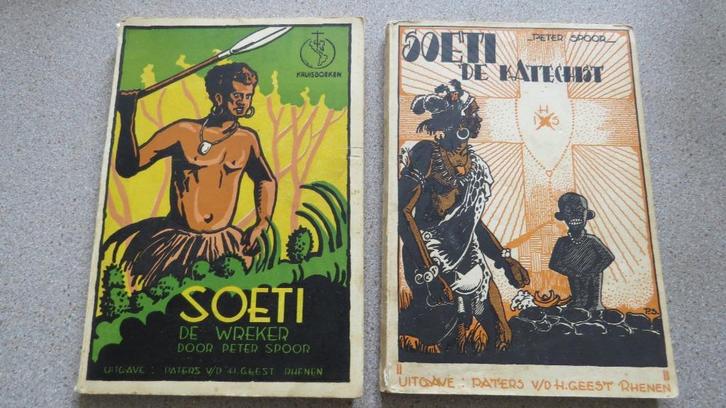 KRUISBOEKEN
SOETI
DE WREKER
DOOR PETER SPOOR
UITGAVE : PATERS V/D H. GEEST RHENEN
SOETI
PETER SPOOR
DE KATECHIST
IHS
P.S.
UITGAVE : PATERS V/D H. GEEST RHENEN